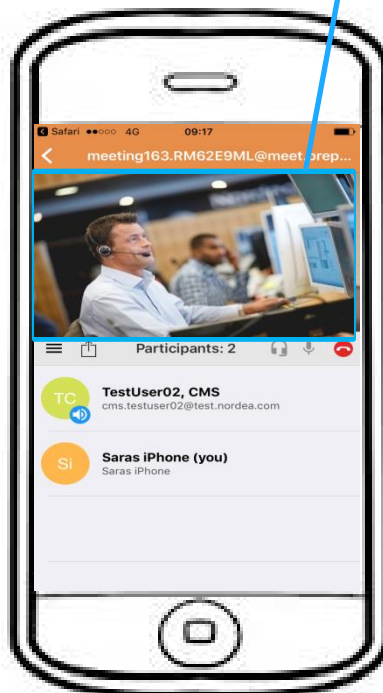 Safari 4G 09:17
meeting163.RM62E9ML@meet.prep...
Participants: 2
TC
TestUser02, CMS
cms.testuser02@test.nordea.com
Si
Saras iPhone (you)
Saras iPhone